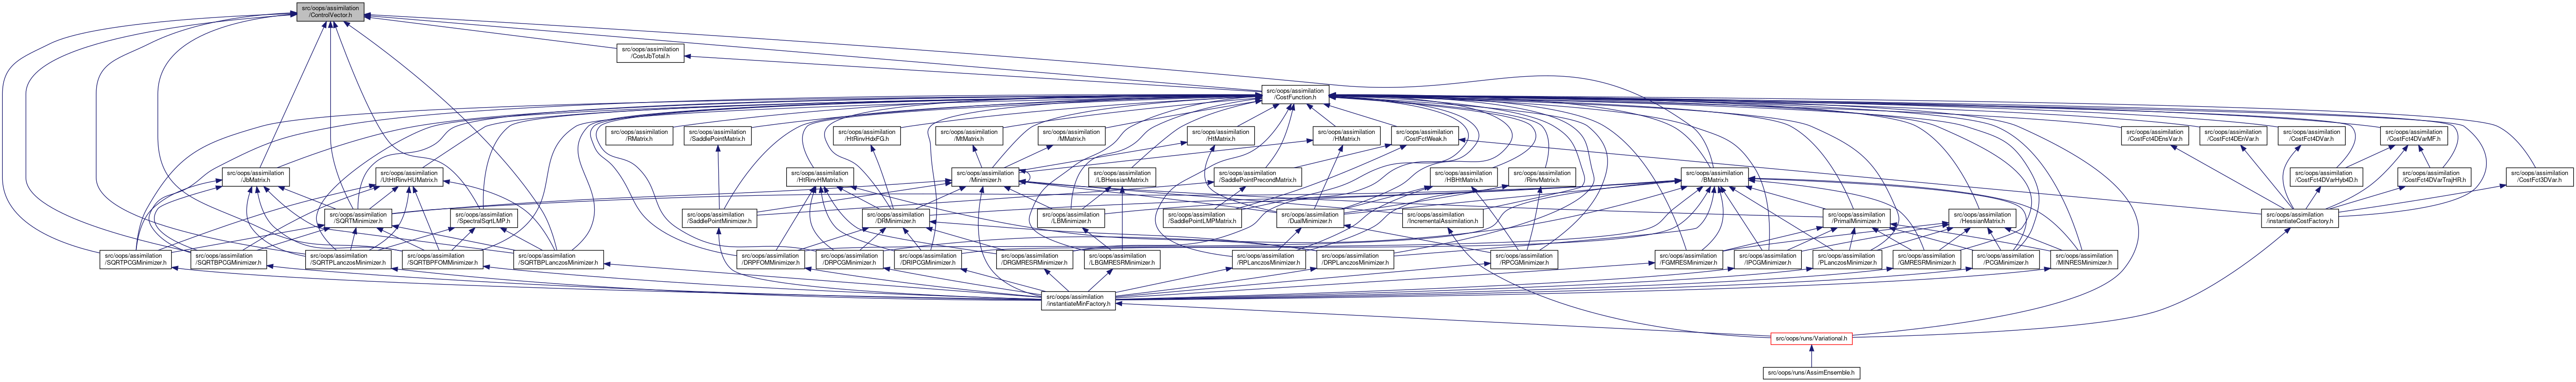 src/oops/assimilation
/ControlVector.h
src/oops/assimilation
/CostJbTotal.h
src/oops/assimilation
/CostFunction.h
src/oops/assimilation
/RMatrix.h
src/oops/assimilation
/SaddlePointMatrix.h
src/oops/assimilation
/HtRinvHdxFG.h
src/oops/assimilation
/MtMatrix.h
src/oops/assimilation
/MMatrix.h
src/oops/assimilation
/HtMatrix.h
src/oops/assimilation
/HMatrix.h
src/oops/assimilation
/CostFctWeak.h
src/oops/assimilation
/CostFct4DEnsVar.h
src/oops/assimilation
/CostFct4DEnVar.h
src/oops/assimilation
/CostFct4DVar.h
src/oops/assimilation
/CostFct4DVarMF.h
src/oops/assimilation
/JbMatrix.h
src/oops/assimilation
/UtHtRinvHUMatrix.h
src/oops/assimilation
/HtRinvHMatrix.h
src/oops/assimilation
/Minimizer.h
src/oops/assimilation
/LBHessianMatrix.h
src/oops/assimilation
/SaddlePointPrecondMatrix.h
src/oops/assimilation
/HBHtMatrix.h
src/oops/assimilation
/RinvMatrix.h
src/oops/assimilation
/BMatrix.h
src/oops/assimilation
/CostFct4DVarHyb4D.h
src/oops/assimilation
/CostFct4DVarTrajHR.h
src/oops/assimilation
/CostFct3DVar.h
src/oops/assimilation
/SQRTMinimizer.h
src/oops/assimilation
/SpectralSqrtLMP.h
src/oops/assimilation
/SaddlePointMinimizer.h
src/oops/assimilation
/DRMinimizer.h
src/oops/assimilation
/LBMinimizer.h
src/oops/assimilation
/SaddlePointLMPMatrix.h
src/oops/assimilation
/DualMinimizer.h
src/oops/assimilation
/IncrementalAssimilation.h
src/oops/assimilation
/PrimalMinimizer.h
src/oops/assimilation
/HessianMatrix.h
src/oops/assimilation
/instantiateCostFactory.h
src/oops/assimilation
/SQRTPCGMinimizer.h
src/oops/assimilation
/SQRTBPCGMinimizer.h
src/oops/assimilation
/SQRTPLanczosMinimizer.h
src/oops/assimilation
/SQRTBPFOMMinimizer.h
src/oops/assimilation
/SQRTBPLanczosMinimizer.h
src/oops/assimilation
/DRPFOMMinimizer.h
src/oops/assimilation
/DRPCGMinimizer.h
src/oops/assimilation
/DRIPCGMinimizer.h
src/oops/assimilation
/DRGMRESRMinimizer.h
src/oops/assimilation
/LBGMRESRMinimizer.h
src/oops/assimilation
/RPLanczosMinimizer.h
src/oops/assimilation
/DRPLanczosMinimizer.h
src/oops/assimilation
/RPCGMinimizer.h
src/oops/assimilation
/FGMRESMinimizer.h
src/oops/assimilation
/IPCGMinimizer.h
src/oops/assimilation
/PLanczosMinimizer.h
src/oops/assimilation
/GMRESRMinimizer.h
src/oops/assimilation
/PCGMinimizer.h
src/oops/assimilation
/MINRESMinimizer.h
src/oops/assimilation
/instantiateMinFactory.h
src/oops/runs/Variational.h
src/oops/runs/AssimEnsemble.h